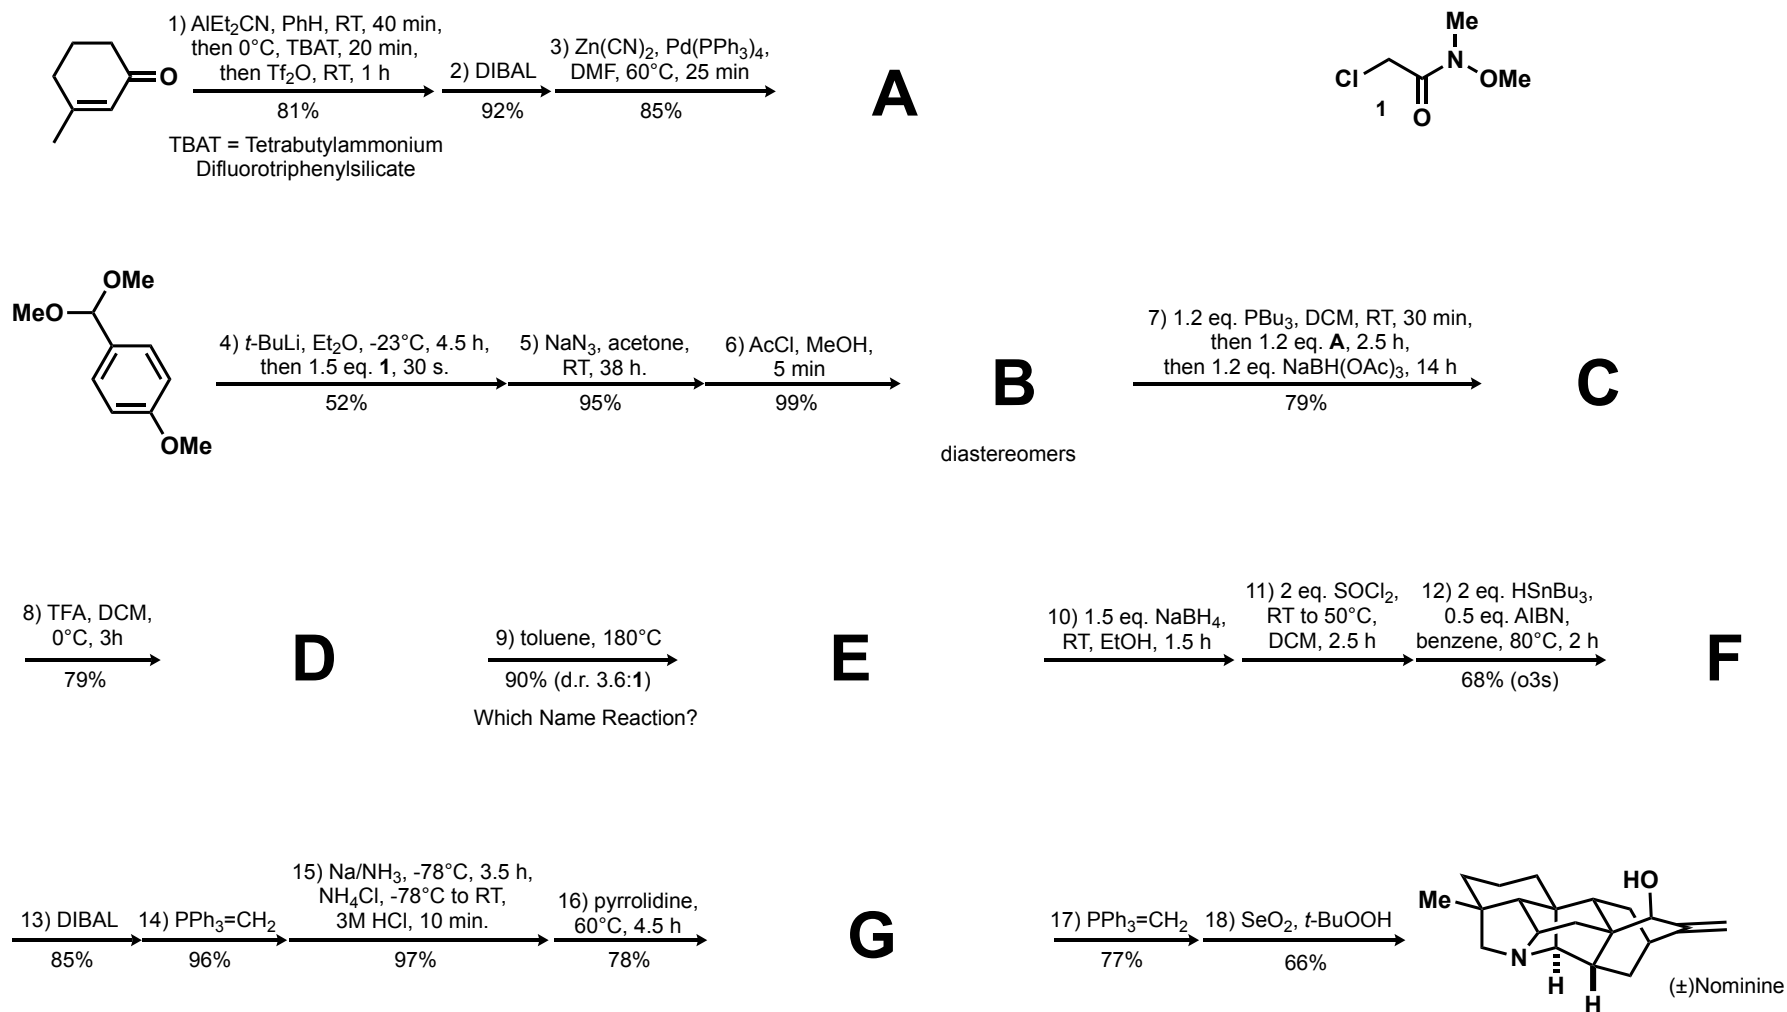 1) AlEt₂CN, PhH, RT, 40 min,
then 0°C, TBAT, 20 min,
then Tf₂O, RT, 1 h
81%
TBAT = Tetrabutylammonium
Difluorotriphenylsilicate
2) DIBAL
92%
3) Zn(CN)₂, Pd(PPh₃)₄,
DMF, 60°C, 25 min
85%
O
A
Me
Cl
N
OMe
1
O
OMe
MeO
OMe
4) t-BuLi, Et₂O, -23°C, 4.5 h,
then 1.5 eq. 1, 30 s.
52%
5) NaN₃, acetone,
RT, 38 h.
95%
6) AcCl, MeOH,
5 min
99%
B
diastereomers
7) 1.2 eq. PBu₃, DCM, RT, 30 min,
then 1.2 eq. A, 2.5 h,
then 1.2 eq. NaBH(OAc)₃, 14 h
79%
C
8) TFA, DCM,
0°C, 3h
79%
D
9) toluene, 180°C
90% (d.r. 3.6:1)
Which Name Reaction?
E
10) 1.5 eq. NaBH₄,
RT, EtOH, 1.5 h
11) 2 eq. SOCl₂,
RT to 50°C,
DCM, 2.5 h
12) 2 eq. HSnBu₃,
0.5 eq. AIBN,
benzene, 80°C, 2 h
68% (o3s)
F
13) DIBAL
85%
14) PPh₃=CH₂
96%
15) Na/NH₃, -78°C, 3.5 h,
NH₄Cl, -78°C to RT,
3M HCl, 10 min.
97%
16) pyrrolidine,
60°C, 4.5 h
78%
G
17) PPh₃=CH₂
77%
18) SeO₂, t-BuOOH
66%
HO
Me
N
H
H
(±)Nominine